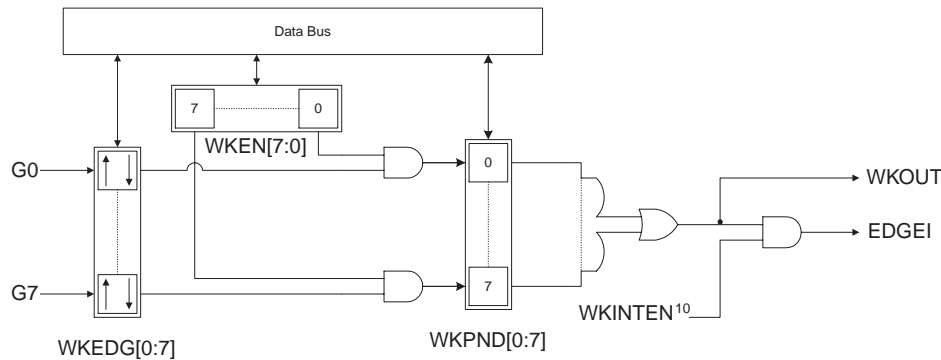 Data Bus
7 0
WKEN[7:0]
0
G0
WKOUT
EDGEI
G7
7
WKINTEN¹⁰
WKEDG[0:7]
WKPND[0:7]